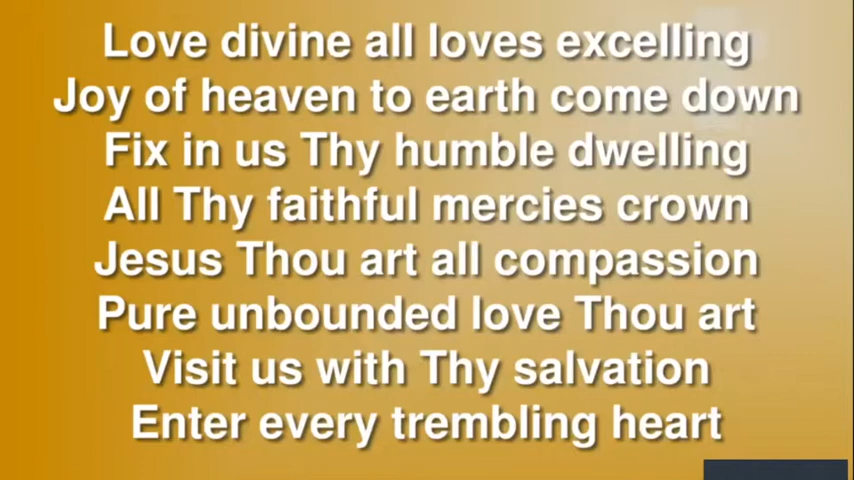 Love divine all loves excelling
Joy of heaven to earth come down
Fix in us Thy humble dwelling
All Thy faithful mercies crown
Jesus Thou art all compassion
Pure unbounded love Thou art
Visit us with Thy salvation
Enter every trembling heart